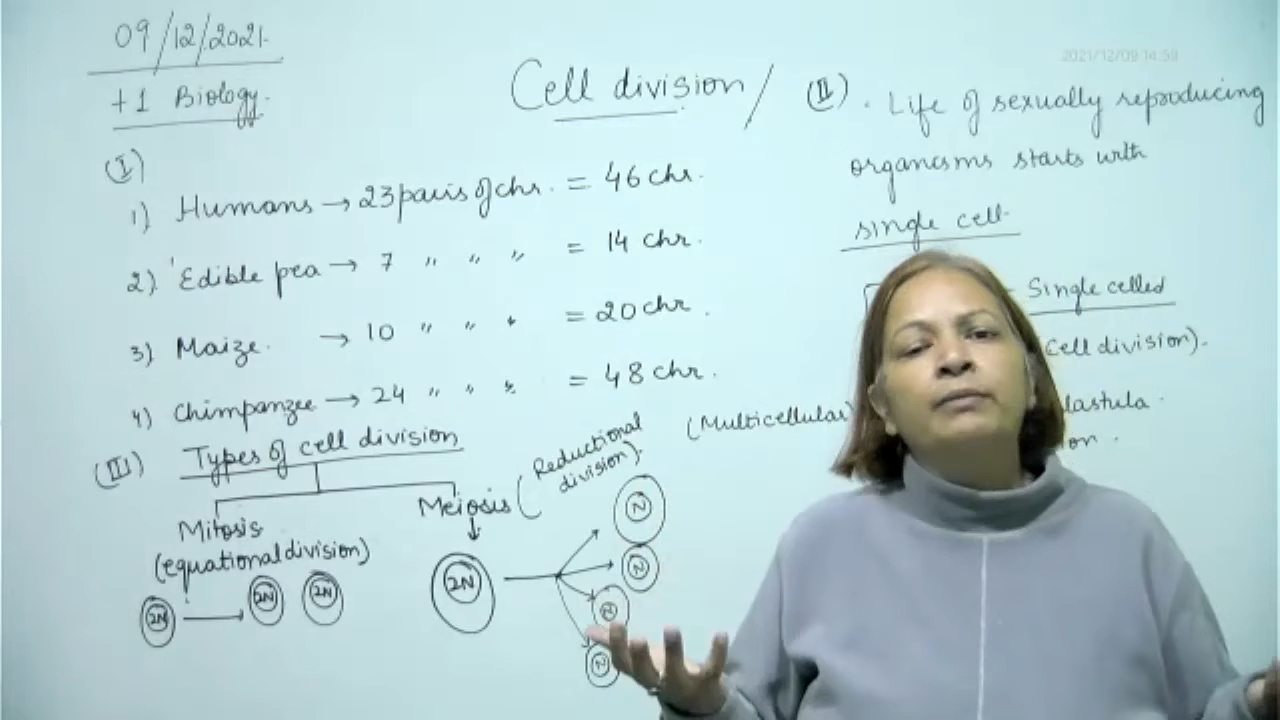 09/12/2021.
+1 Biology.
Cell division
2021/12/09 14:59
(I)
1) Humans → 23 pairs of chr. = 46 chr.
2) Edible pea → 7 " " " = 14 chr.
3) Maize. → 10 " " " = 20 chr.
4) Chimpanzee → 24 " " " = 48 chr.
(II). Life of sexually reproducing
organisms starts with
single cell.
Single celled
(Cell division).
(Multicellular)
(III) Types of cell division
Mitosis
(equational division)
2N → 2N 2N
Meiosis (Reductional
division).
2N
N
N
N
N